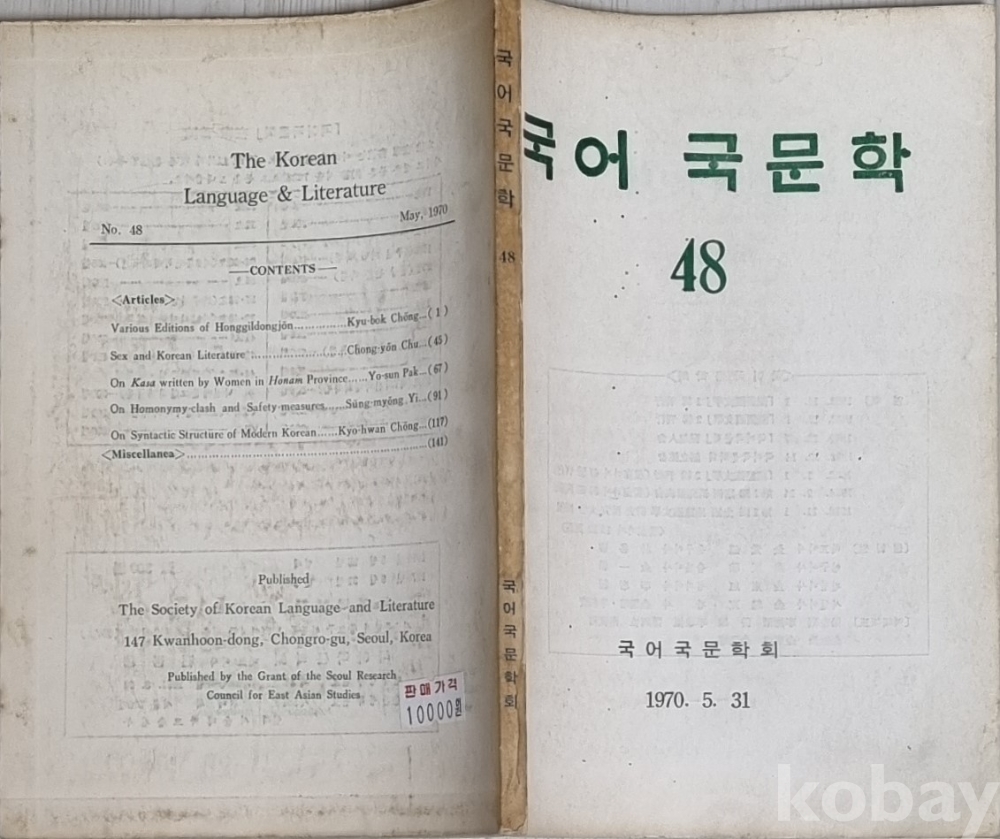 The Korean
Language & Literature
No. 48 May, 1970
CONTENTS
<Articles>
Various Editions of Honggildongjŏn..............Kyu-bok Chŏng...( 1 )
Sex and Korean Literature..........................Chong-yŏn Chu...(45)
On Kasa written by Women in Honam Province......Yo-sun Pak...(67)
On Homonymy-clash and Safety-measures.......Sŭng-myŏng Yi...(91)
On Syntactic Structure of Modern Korean......Kyo-hwan Chŏng...(117)
<Miscellanea>..........................................................(141)
Published
The Society of Korean Language and Literature
147 Kwanhoon-dong, Chongro-gu, Seoul, Korea
Published by the Grant of the Seoul Research
Council for East Asian Studies
판매가격
10000원
국어국문학 48 국어국문학회
국어 국문학
48
국어국문학회
1970. 5. 31
kobay